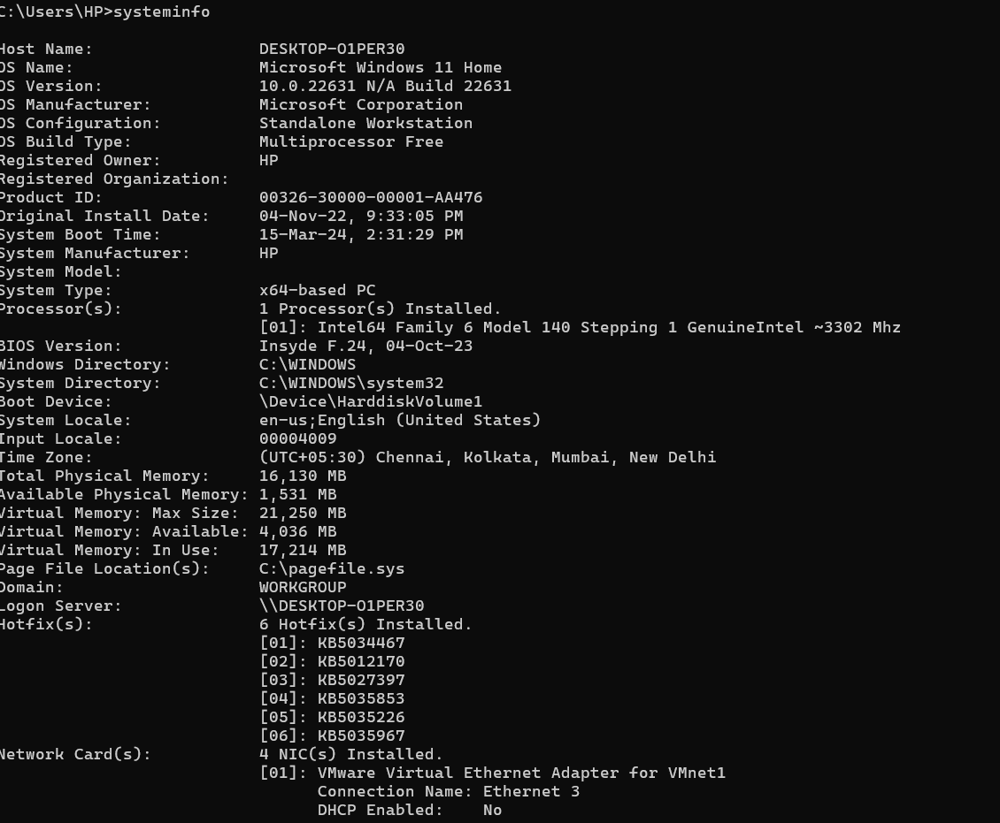 C:\Users\HP>systeminfo
Host Name: DESKTOP-O1PER30
OS Name: Microsoft Windows 11 Home
OS Version: 10.0.22631 N/A Build 22631
OS Manufacturer: Microsoft Corporation
OS Configuration: Standalone Workstation
OS Build Type: Multiprocessor Free
Registered Owner: HP
Registered Organization:
Product ID: 00326-30000-00001-AA476
Original Install Date: 04-Nov-22, 9:33:05 PM
System Boot Time: 15-Mar-24, 2:31:29 PM
System Manufacturer: HP
System Model:
System Type: x64-based PC
Processor(s): 1 Processor(s) Installed.
[01]: Intel64 Family 6 Model 140 Stepping 1 GenuineIntel ~3302 Mhz
BIOS Version: Insyde F.24, 04-Oct-23
Windows Directory: C:\WINDOWS
System Directory: C:\WINDOWS\system32
Boot Device: \Device\HarddiskVolume1
System Locale: en-us;English (United States)
Input Locale: 00004009
Time Zone: (UTC+05:30) Chennai, Kolkata, Mumbai, New Delhi
Total Physical Memory: 16,130 MB
Available Physical Memory: 1,531 MB
Virtual Memory: Max Size: 21,250 MB
Virtual Memory: Available: 4,036 MB
Virtual Memory: In Use: 17,214 MB
Page File Location(s): C:\pagefile.sys
Domain: WORKGROUP
Logon Server: \\DESKTOP-O1PER30
Hotfix(s): 6 Hotfix(s) Installed.
[01]: KB5034467
[02]: KB5012170
[03]: KB5027397
[04]: KB5035853
[05]: KB5035226
[06]: KB5035967
Network Card(s): 4 NIC(s) Installed.
[01]: VMware Virtual Ethernet Adapter for VMnet1
Connection Name: Ethernet 3
DHCP Enabled: No